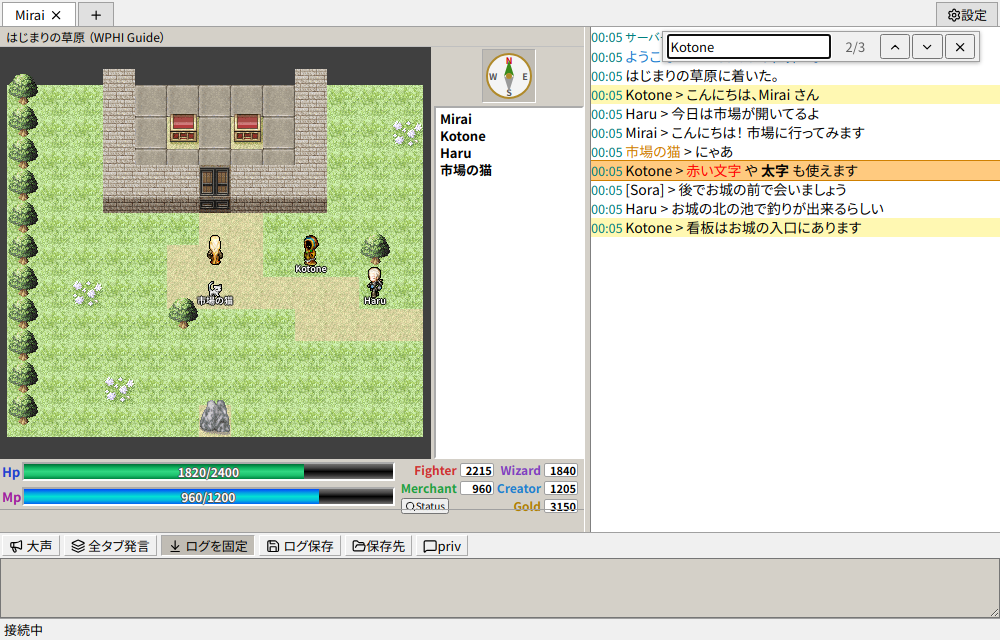 Mirai ✕
+
設定
はじまりの草原 (WPHI Guide)
N
W E
S
Mirai
Kotone
Haru
市場の猫
Kotone
市場の猫
Haru
Hp 1820/2400
Mp 960/1200
Fighter 2215 Wizard 1840
Merchant 960 Creator 1205
Status Gold 3150
Kotone 2/3
00:05
00:05
00:05 はじまりの草原に着いた。
00:05 Kotone > こんにちは、Mirai さん
00:05 Haru > 今日は市場が開いてるよ
00:05 Mirai > こんにちは! 市場に行ってみます
00:05 市場の猫 > にゃあ
00:05 Kotone > 赤い文字 や 太字 も使えます
00:05 [Sora] > 後でお城の前で会いましょう
00:05 Haru > お城の北の池で釣りが出来るらしい
00:05 Kotone > 看板はお城の入口にあります
大声 全タブ発言 ログを固定 ログ保存 保存先 priv
接続中